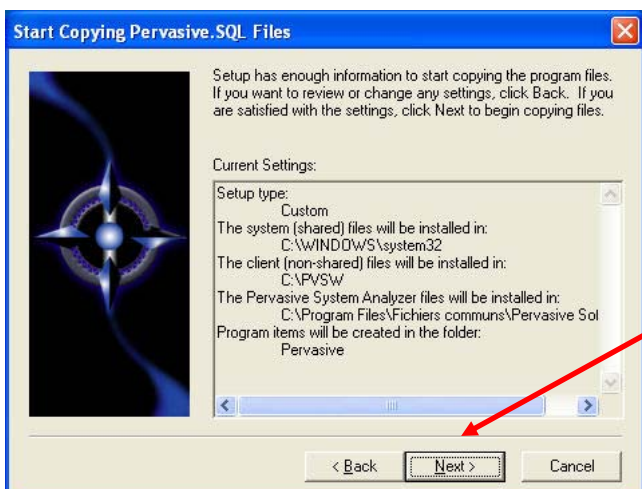 Start Copying Pervasive.SQL Files
Setup has enough information to start copying the program files.
If you want to review or change any settings, click Back. If you
are satisfied with the settings, click Next to begin copying files.
Current Settings:
Setup type:
Custom
The system (shared) files will be installed in:
C:\WINDOWS\system32
The client (non-shared) files will be installed in:
C:\PVSW
The Pervasive System Analyzer files will be installed in:
C:\Program Files\Fichiers communs\Pervasive Sol
Program items will be created in the folder:
Pervasive
< Back
Next >
Cancel